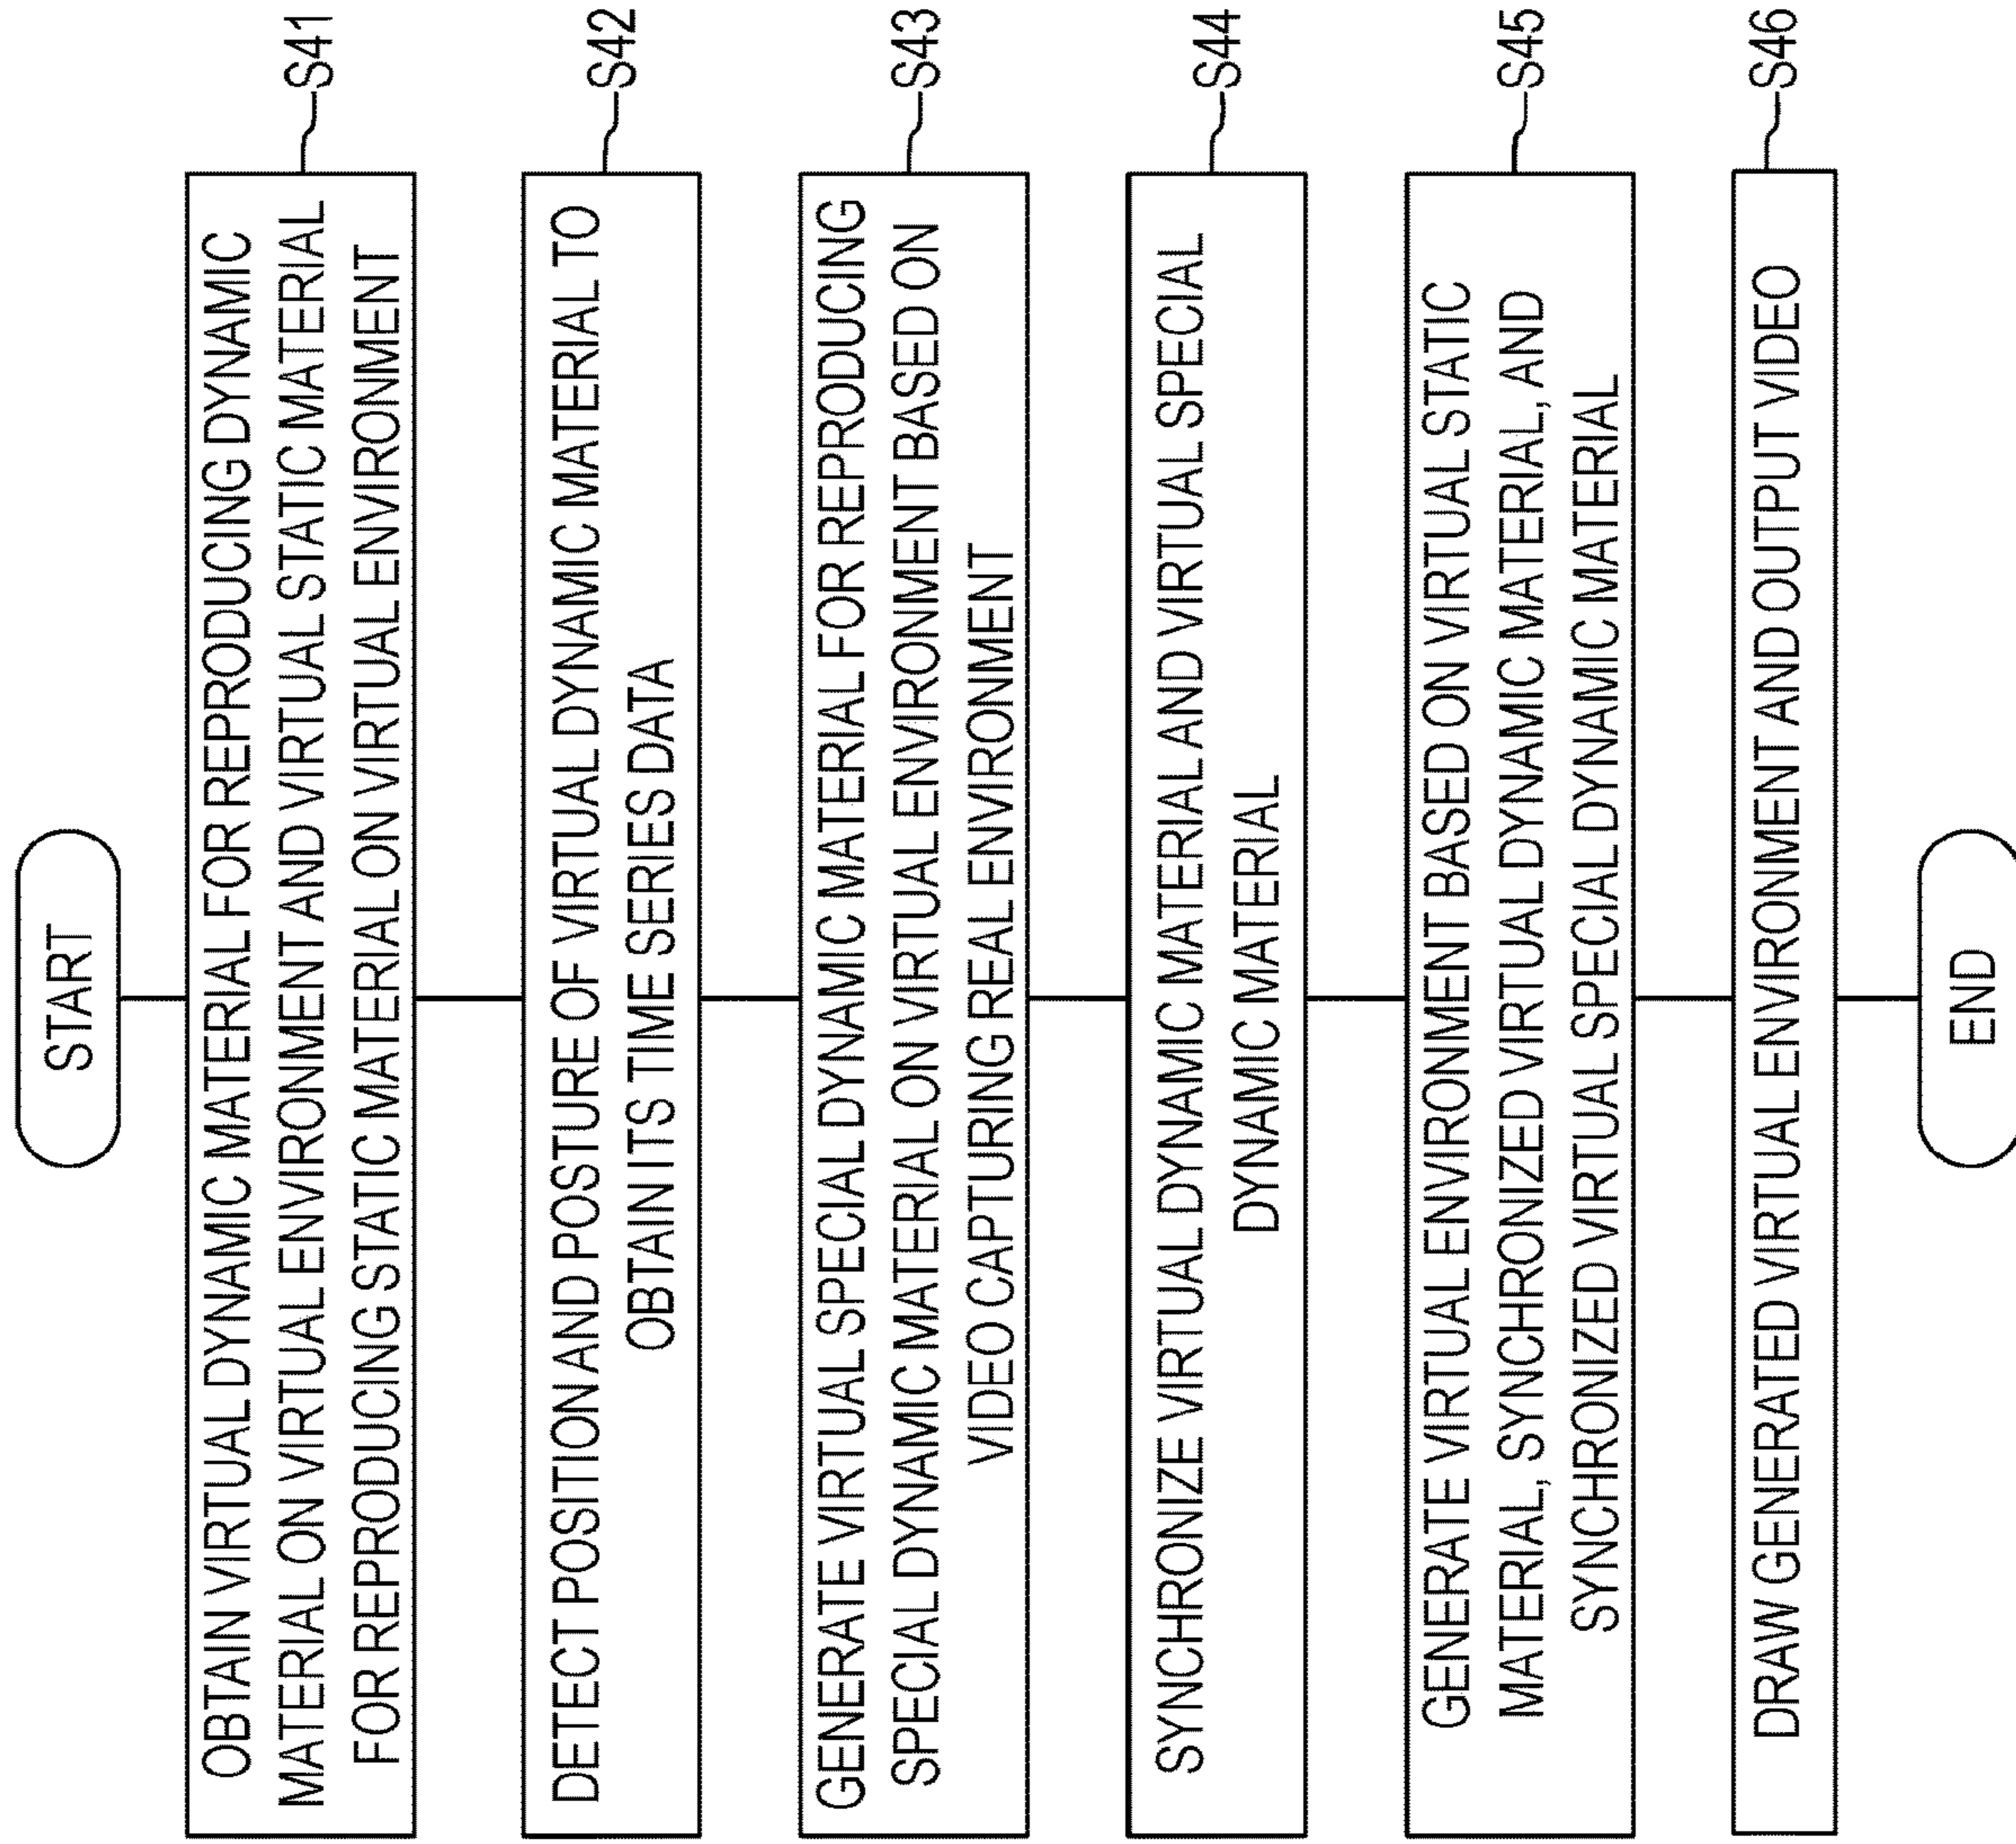 START
OBTAIN VIRTUAL DYNAMIC MATERIAL FOR REPRODUCING DYNAMIC
MATERIAL ON VIRTUAL ENVIRONMENT AND VIRTUAL STATIC MATERIAL
FOR REPRODUCING STATIC MATERIAL ON VIRTUAL ENVIRONMENT
S41
DETECT POSITION AND POSTURE OF VIRTUAL DYNAMIC MATERIAL TO
OBTAIN ITS TIME SERIES DATA
S42
GENERATE VIRTUAL SPECIAL DYNAMIC MATERIAL FOR REPRODUCING
SPECIAL DYNAMIC MATERIAL ON VIRTUAL ENVIRONMENT BASED ON
VIDEO CAPTURING REAL ENVIRONMENT
S43
SYNCHRONIZE VIRTUAL DYNAMIC MATERIAL AND VIRTUAL SPECIAL
DYNAMIC MATERIAL
S44
GENERATE VIRTUAL ENVIRONMENT BASED ON VIRTUAL STATIC
MATERIAL, SYNCHRONIZED VIRTUAL DYNAMIC MATERIAL, AND
SYNCHRONIZED VIRTUAL SPECIAL DYNAMIC MATERIAL
S45
DRAW GENERATED VIRTUAL ENVIRONMENT AND OUTPUT VIDEO
S46
END